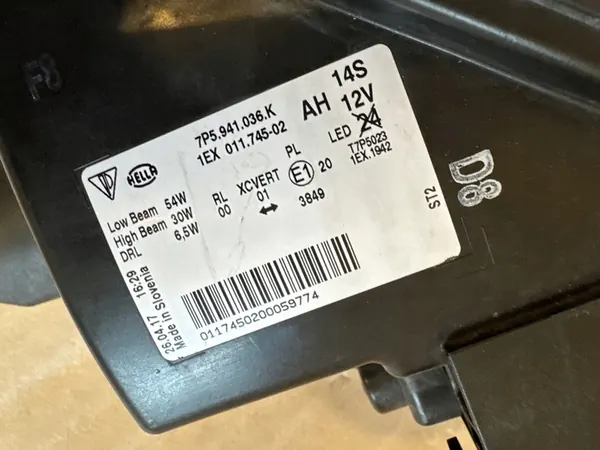 7P5.941.036.K
1EX 011.745-02
AH
14S
12V
24
LED
T7P5023
1EX.1942
HELLA
Low Beam 54W
High Beam 30W
DRL 6,5W
RL
00
XCVERT
01
↔
PL
E1 20
3849
ST2
26.04.17 16:29
Made in Slovenia
0117450200059774
D8